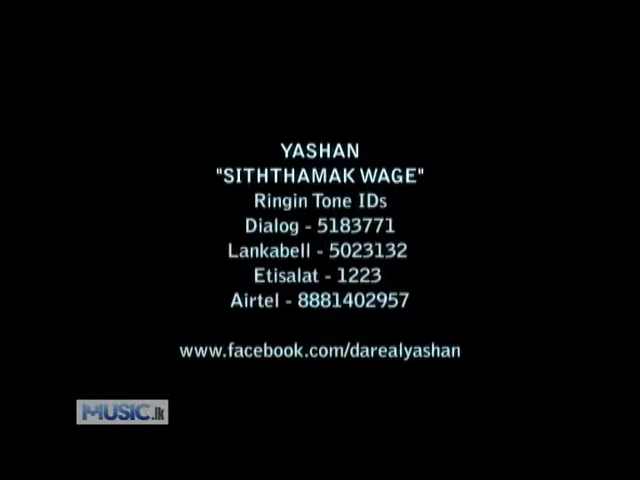 YASHAN
"SITHTHAMAK WAGE"
Ringin Tone IDs
Dialog - 5183771
Lankabell - 5023132
Etisalat - 1223
Airtel - 8881402957
www.facebook.com/darealyashan
MUSIC.lk